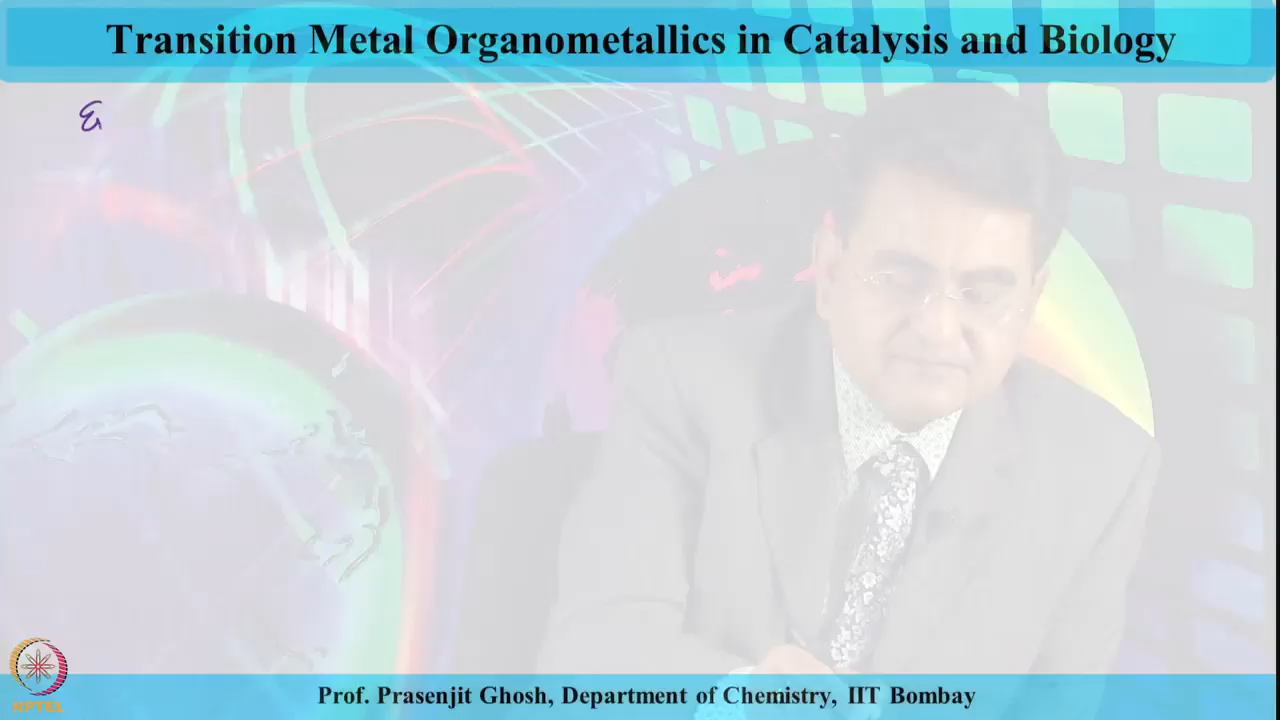 Transition Metal Organometallics in Catalysis and Biology
NPTEL
Prof. Prasenjit Ghosh, Department of Chemistry, IIT Bombay